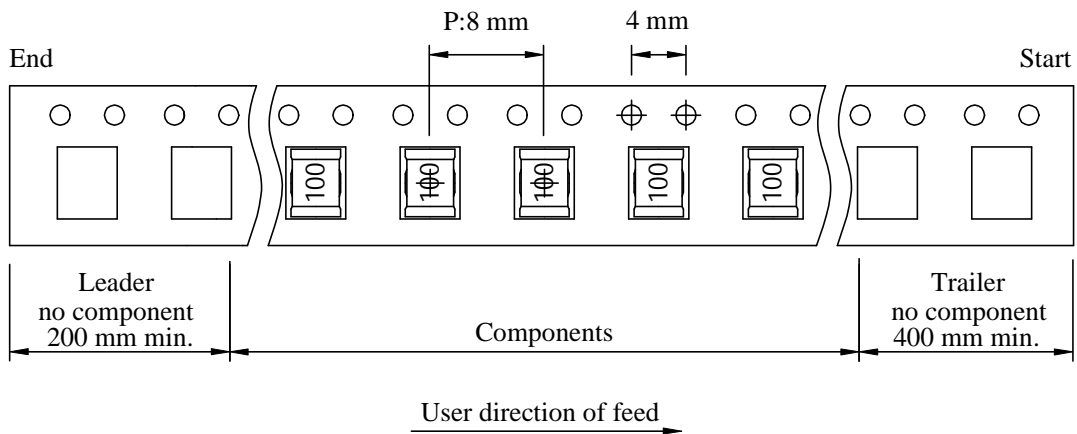 P:8 mm
4 mm
End
Start
100
100
100
100
100
Leader
no component
200 mm min.
Components
Trailer
no component
400 mm min.
User direction of feed